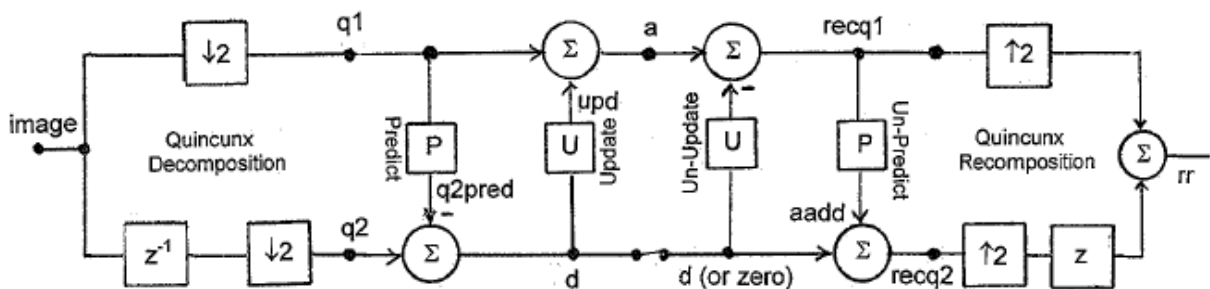 image
↓2
q1
Quincunx
Decomposition
P
Predict
q2pred
-
z⁻¹
↓2
q2
Σ
d
Σ
upd
U
Update
a
Σ
-
U
Un-Update
d (or zero)
recq1
P
Un-Predict
aadd
Σ
recq2
↑2
Quincunx
Recomposition
↑2
z
Σ
rr